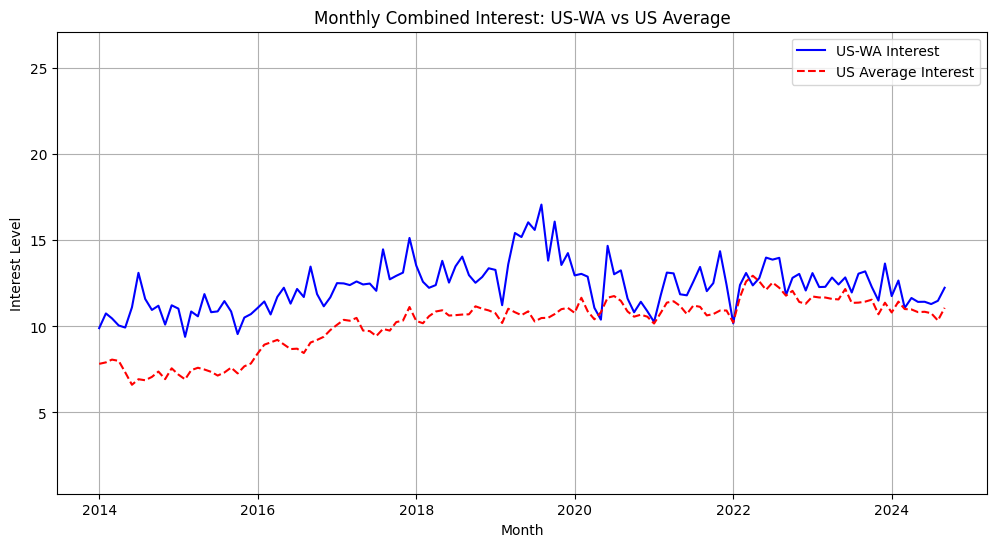 Monthly Combined Interest: US-WA vs US Average
US-WA Interest
US Average Interest
Interest Level
25
20
15
10
5
2014 2016 2018 2020 2022 2024
Month